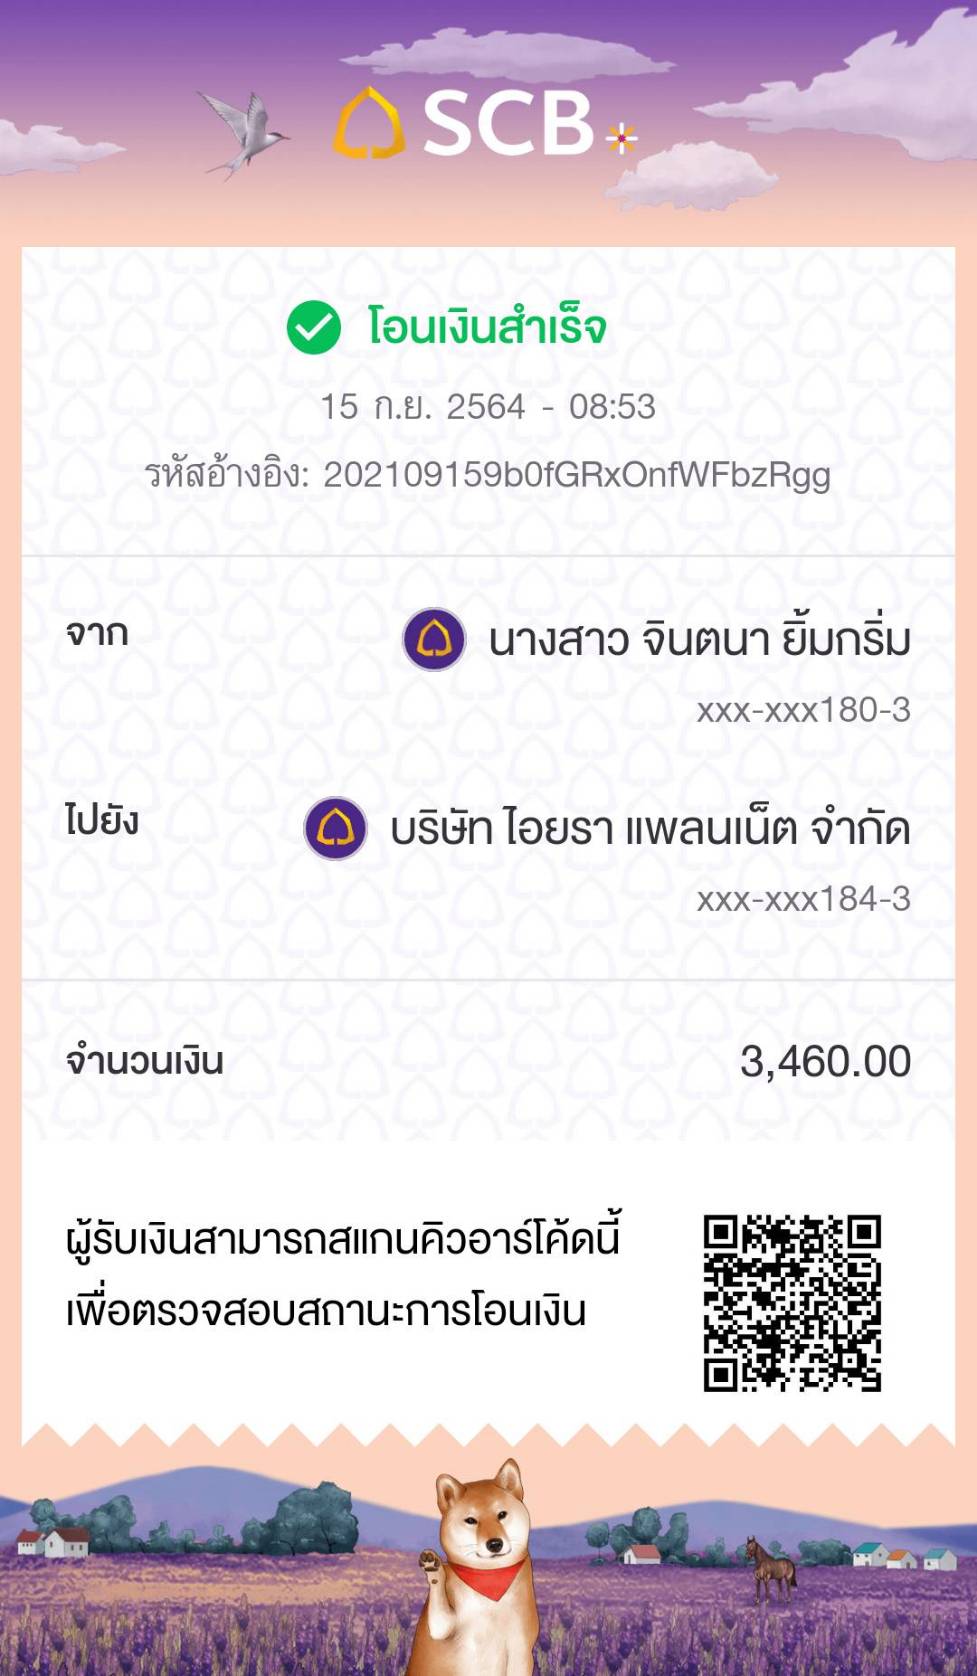 SCB
โอนเงินสำเร็จ
15 ก.ย. 2564 - 08:53
รหัสอ้างอิง: 202109159b0fGRxOnfWFbzRgg
จาก นางสาว จินตนา ยิ้มกริ่ม
xxx-xxx180-3
ไปยัง บริษัท ไอยรา แพลนเน็ต จำกัด
xxx-xxx184-3
จำนวนเงิน 3,460.00
ผู้รับเงินสามารถสแกนคิวอาร์โค้ดนี้
เพื่อตรวจสอบสถานะการโอนเงิน